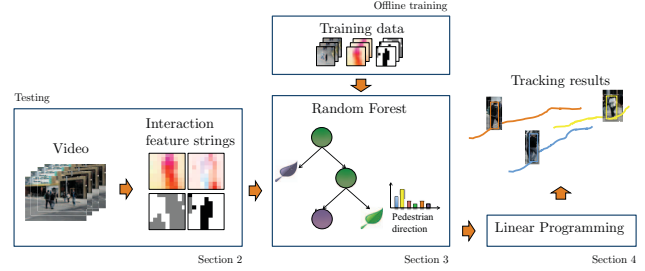 Offline training
Training data
Testing
Video
Interaction
feature strings
Section 2
Random Forest
Pedestrian
direction
Section 3
Tracking results
Linear Programming
Section 4